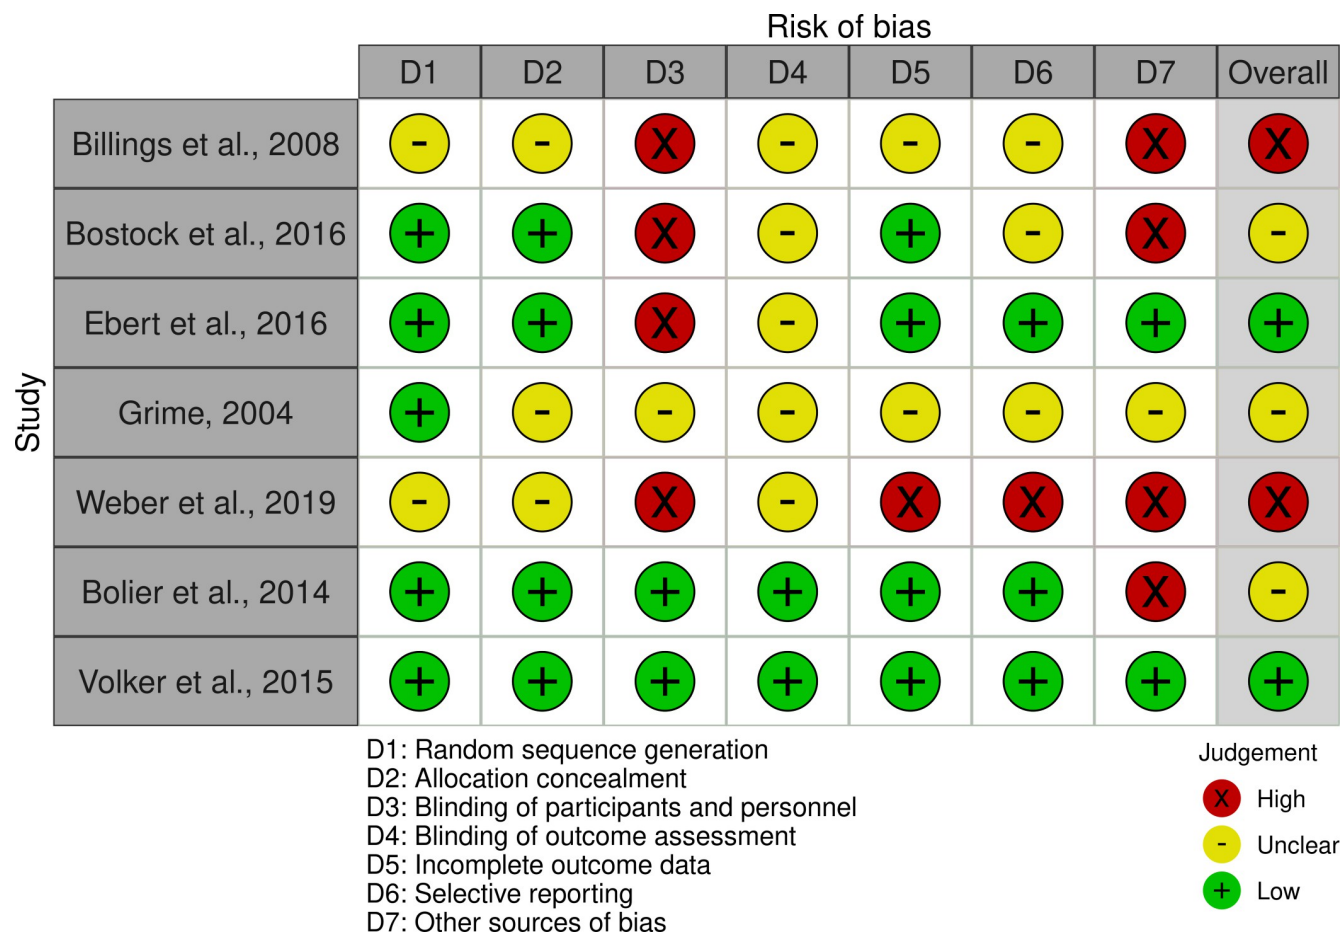 Risk of bias
D1 D2 D3 D4 D5 D6 D7 Overall
Study
Billings et al., 2008 - - X - - - X X
Bostock et al., 2016 + + X - + - X -
Ebert et al., 2016 + + X - + + + +
Grime, 2004 + - - - - - - -
Weber et al., 2019 - - X - X X X X
Bolier et al., 2014 + + + + + + X -
Volker et al., 2015 + + + + + + + +
D1: Random sequence generation
D2: Allocation concealment
D3: Blinding of participants and personnel
D4: Blinding of outcome assessment
D5: Incomplete outcome data
D6: Selective reporting
D7: Other sources of bias
Judgement
X High
- Unclear
+ Low